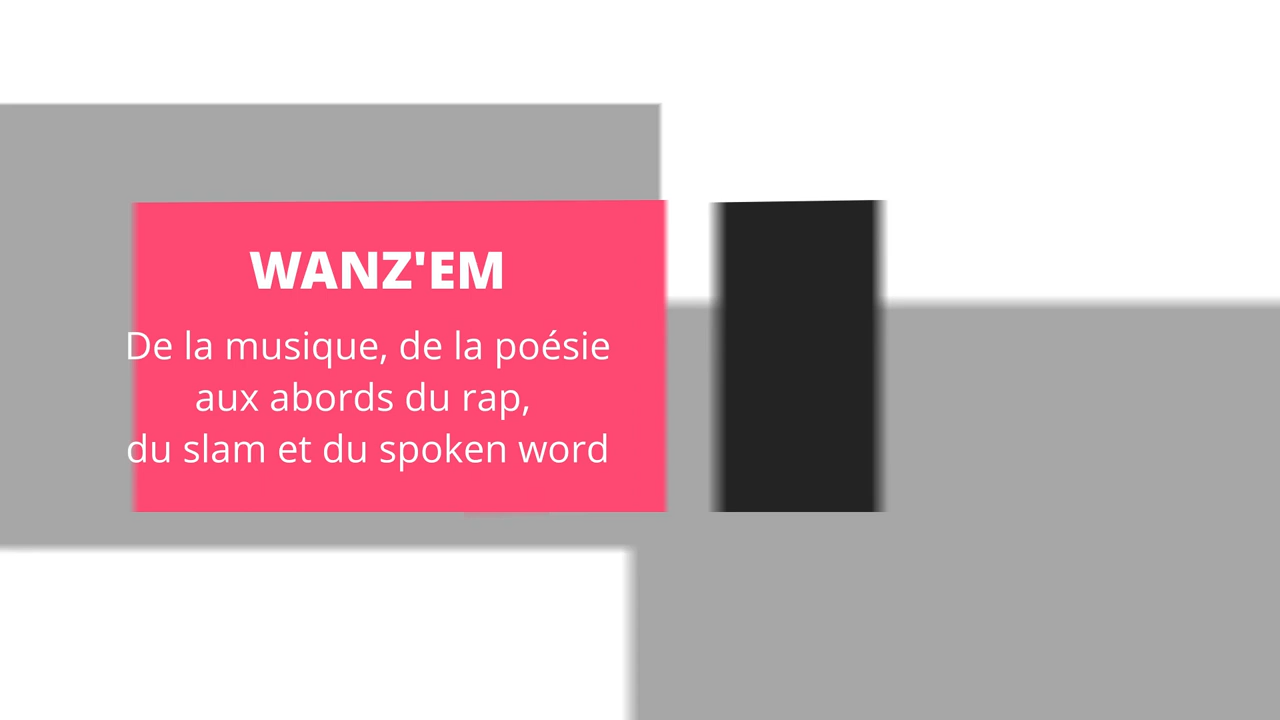 WANZ'EM
De la musique, de la poésie
aux abords du rap,
du slam et du spoken word